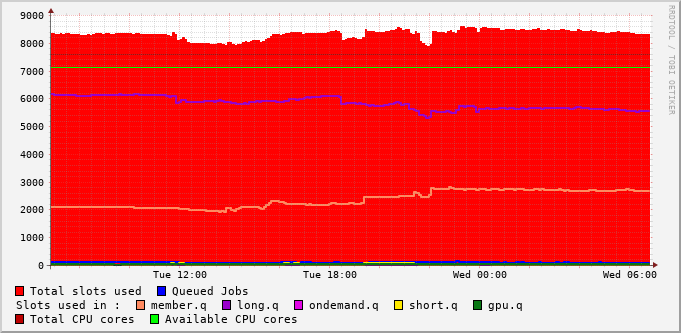 9000
8000
7000
6000
5000
4000
3000
2000
1000
0
Tue 12:00 Tue 18:00 Wed 00:00 Wed 06:00
RRDTOOL / TOBI OETIKER
Total slots used Queued Jobs
Slots used in : member.q long.q ondemand.q short.q gpu.q
Total CPU cores Available CPU cores